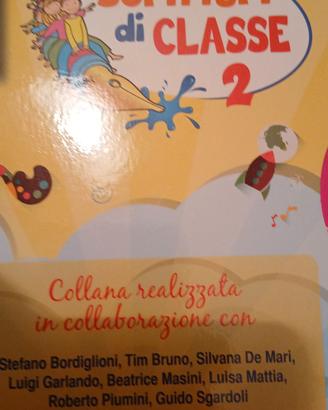 di CLASSE
2
Collana realizzata
in collaborazione con
Stefano Bordiglioni, Tim Bruno, Silvana De Mari,
Luigi Garlando, Beatrice Masini, Luisa Mattia,
Roberto Piumini, Guido Sgardoli